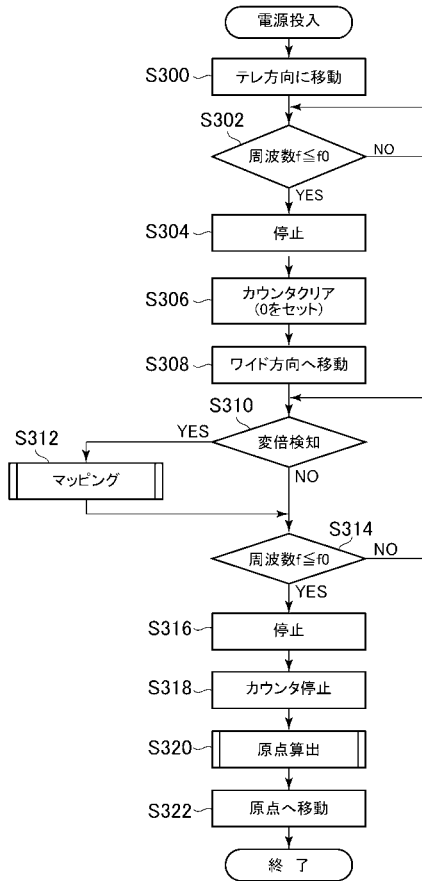 電源投入
S300
テレ方向に移動
S302
周波数f≦f0
NO
YES
S304
停止
S306
カウンタクリア
(0をセット)
S308
ワイド方向へ移動
S310
YES
変倍検知
S312
マッピング
NO
S314
周波数f≦f0
NO
YES
S316
停止
S318
カウンタ停止
S320
原点算出
S322
原点へ移動
終 了